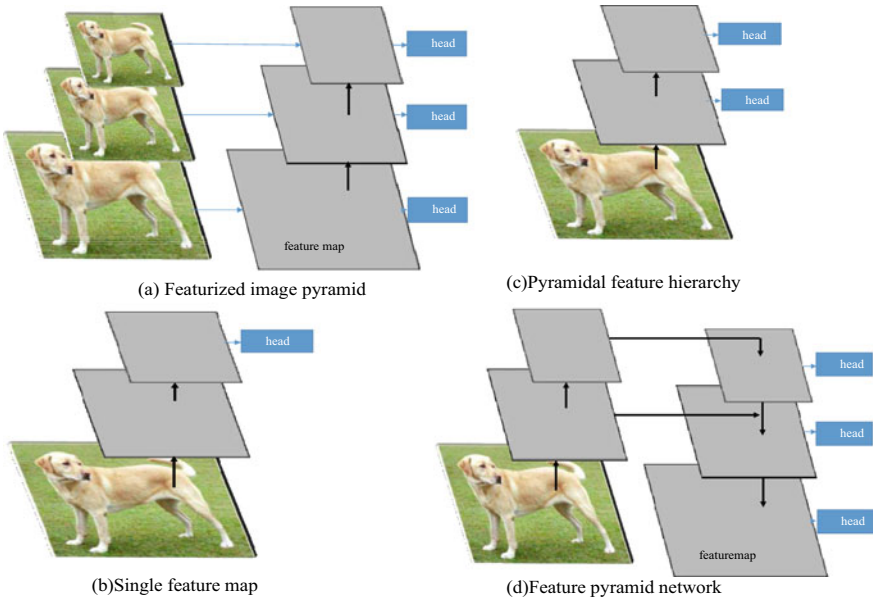 head
head
head
feature map
(a) Featurized image pyramid
head
head
(c)Pyramidal feature hierarchy
head
(b)Single feature map
head
head
head
featuremap
(d)Feature pyramid network